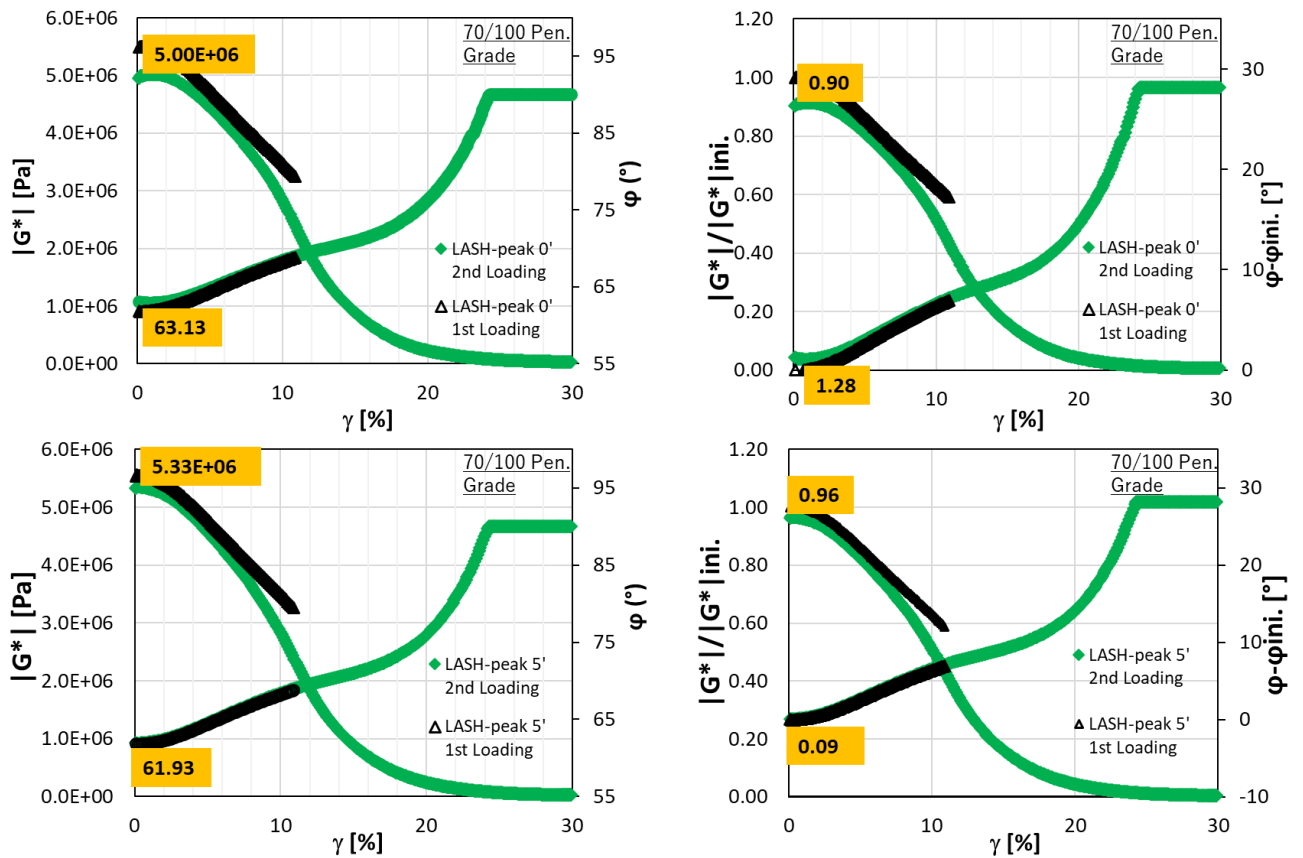 6.0E+06
5.0E+06
4.0E+06
3.0E+06
2.0E+06
1.0E+06
0.0E+00
|G*| [Pa]
5.00E+06
63.13
70/100 Pen.
Grade
LASH-peak 0'
2nd Loading
LASH-peak 0'
1st Loading
95
85
75
65
55
φ (°)
0
10
20
30
γ [%]
1.20
1.00
0.80
0.60
0.40
0.20
0.00
|G*|/|G*|ini.
0.90
1.28
70/100 Pen.
Grade
LASH-peak 0'
2nd Loading
LASH-peak 0'
1st Loading
30
20
10
0
φ-φini. [°]
0
10
20
30
γ [%]
6.0E+06
5.0E+06
4.0E+06
3.0E+06
2.0E+06
1.0E+06
0.0E+00
|G*| [Pa]
5.33E+06
61.93
70/100 Pen.
Grade
LASH-peak 5'
2nd Loading
LASH-peak 5'
1st Loading
95
85
75
65
55
φ (°)
0
10
20
30
γ [%]
1.20
1.00
0.80
0.60
0.40
0.20
0.00
|G*|/|G*|ini.
0.96
0.09
70/100 Pen.
Grade
LASH-peak 5'
2nd Loading
LASH-peak 5'
1st Loading
30
20
10
0
-10
φ-φini. [°]
0
10
20
30
γ [%]